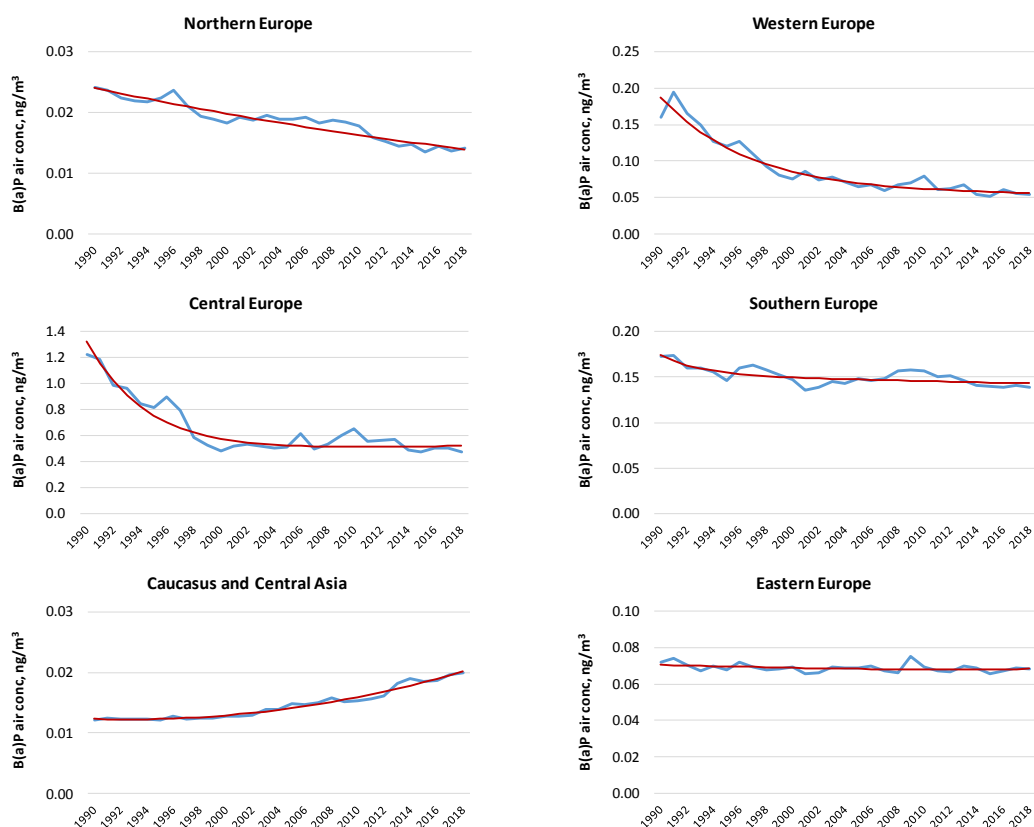 Northern Europe
B(a)P air conc, ng/m³
0.03
0.02
0.01
0.00
1990 1992 1994 1996 1998 2000 2002 2004 2006 2008 2010 2012 2014 2016 2018
Western Europe
B(a)P air conc, ng/m³
0.25
0.20
0.15
0.10
0.05
0.00
1990 1992 1994 1996 1998 2000 2002 2004 2006 2008 2010 2012 2014 2016 2018
Central Europe
B(a)P air conc, ng/m³
1.4
1.2
1.0
0.8
0.6
0.4
0.2
0.0
1990 1992 1994 1996 1998 2000 2002 2004 2006 2008 2010 2012 2014 2016 2018
Southern Europe
B(a)P air conc, ng/m³
0.20
0.15
0.10
0.05
0.00
1990 1992 1994 1996 1998 2000 2002 2004 2006 2008 2010 2012 2014 2016 2018
Caucasus and Central Asia
B(a)P air conc, ng/m³
0.03
0.02
0.01
0.00
1990 1992 1994 1996 1998 2000 2002 2004 2006 2008 2010 2012 2014 2016 2018
Eastern Europe
B(a)P air conc, ng/m³
0.10
0.08
0.06
0.04
0.02
0.00
1990 1992 1994 1996 1998 2000 2002 2004 2006 2008 2010 2012 2014 2016 2018